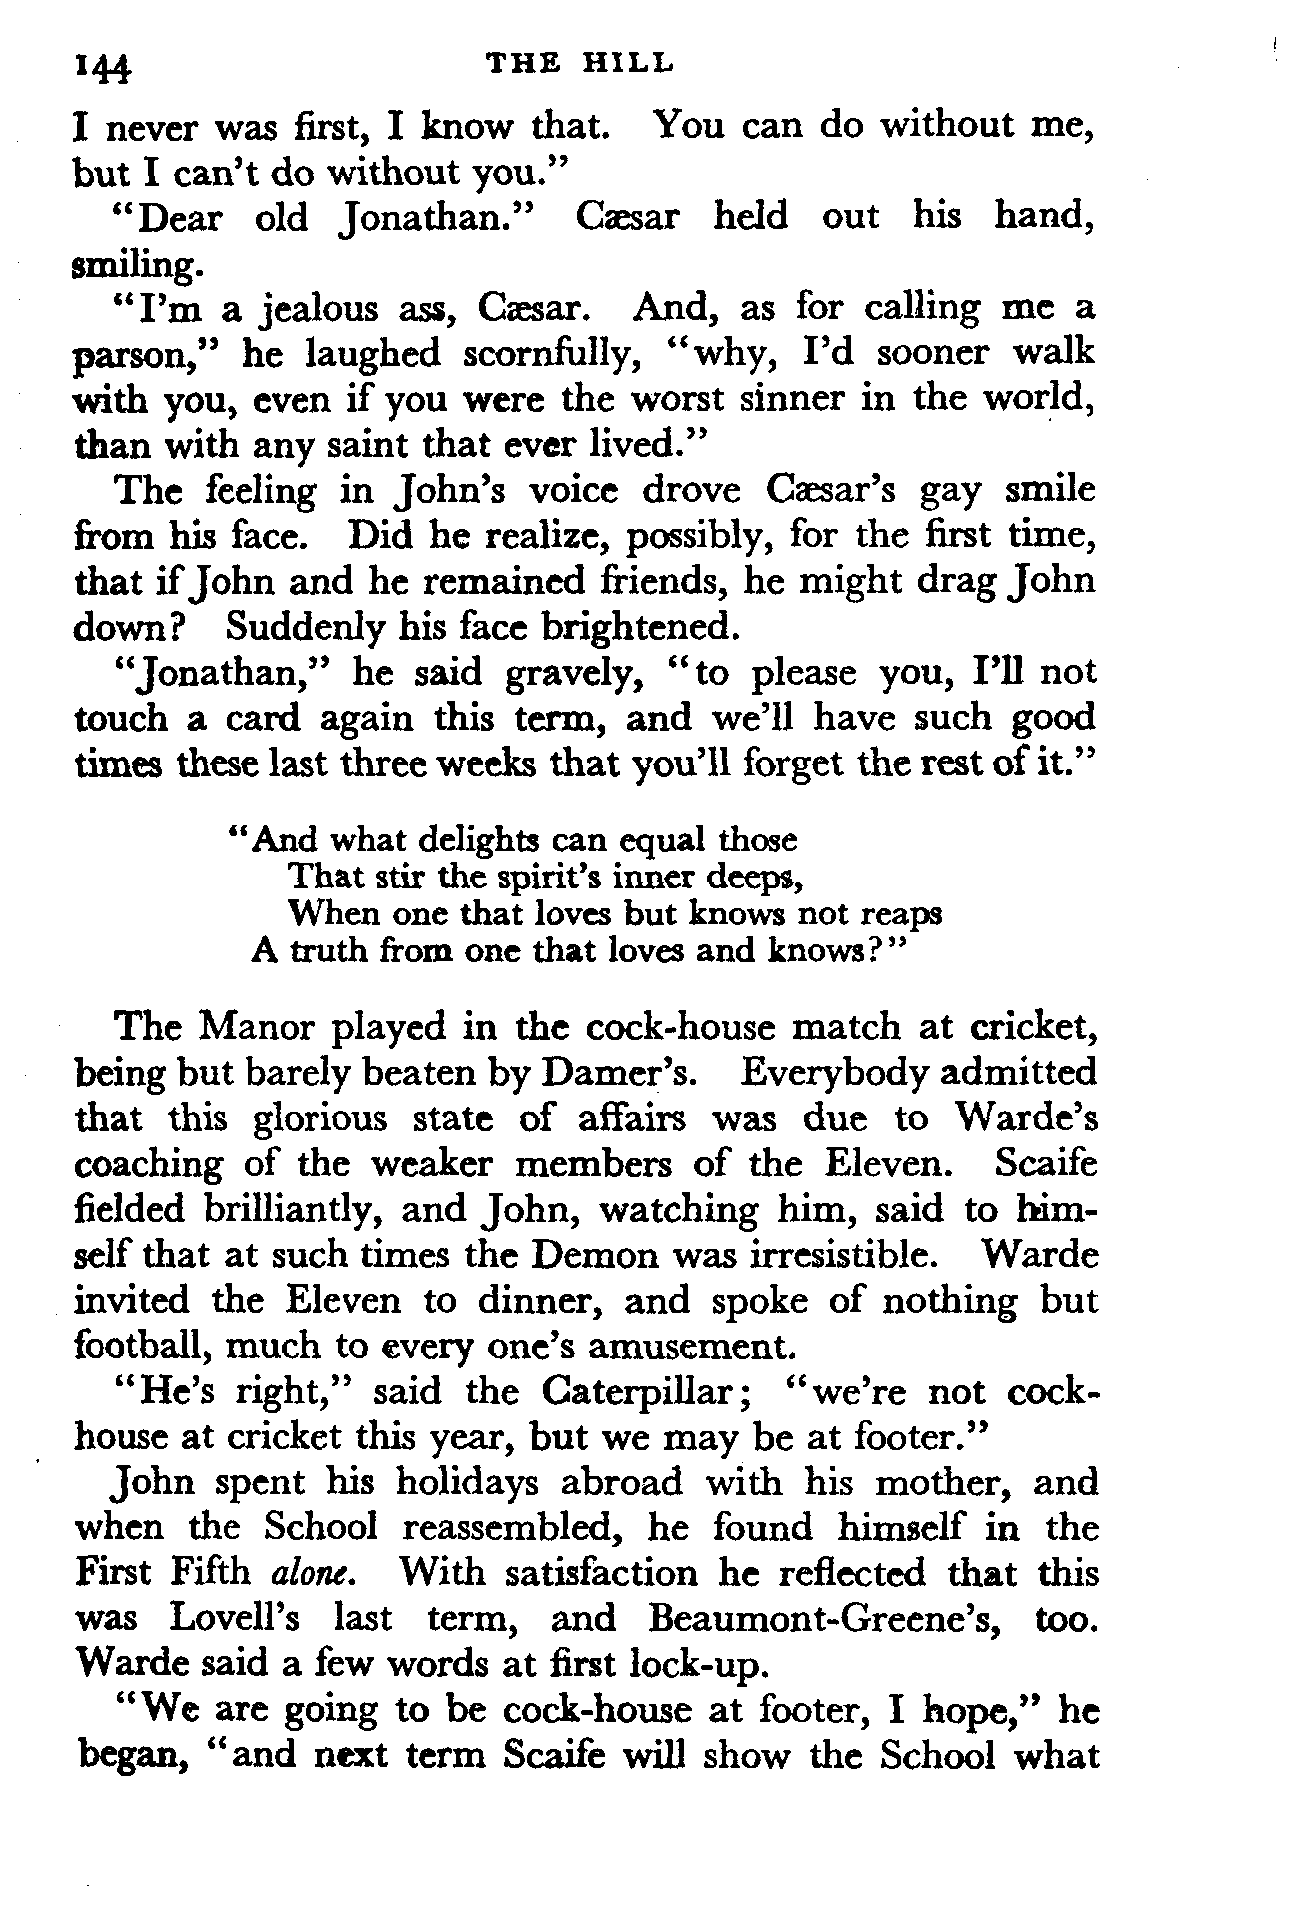 144 THE HILL
I never was first, I know that. You can do without me,
but I can't do without you."
"Dear old Jonathan." Cæsar held out his hand,
smiling.
"I'm a jealous ass, Cæsar. And, as for calling me a
parson," he laughed scornfully, "why, I'd sooner walk
with you, even if you were the worst sinner in the world,
than with any saint that ever lived."
The feeling in John's voice drove Cæsar's gay smile
from his face. Did he realize, possibly, for the first time,
that if John and he remained friends, he might drag John
down? Suddenly his face brightened.
"Jonathan," he said gravely, "to please you, I'll not
touch a card again this term, and we'll have such good
times these last three weeks that you'll forget the rest of it."
"And what delights can equal those
That stir the spirit's inner deeps,
When one that loves but knows not reaps
A truth from one that loves and knows?"
The Manor played in the cock-house match at cricket,
being but barely beaten by Damer's. Everybody admitted
that this glorious state of affairs was due to Warde's
coaching of the weaker members of the Eleven. Scaife
fielded brilliantly, and John, watching him, said to him-
self that at such times the Demon was irresistible. Warde
invited the Eleven to dinner, and spoke of nothing but
football, much to every one's amusement.
"He's right," said the Caterpillar; "we're not cock-
house at cricket this year, but we may be at footer."
John spent his holidays abroad with his mother, and
when the School reassembled, he found himself in the
First Fifth alone. With satisfaction he reflected that this
was Lovell's last term, and Beaumont-Greene's, too.
Warde said a few words at first lock-up.
"We are going to be cock-house at footer, I hope," he
began, "and next term Scaife will show the School what